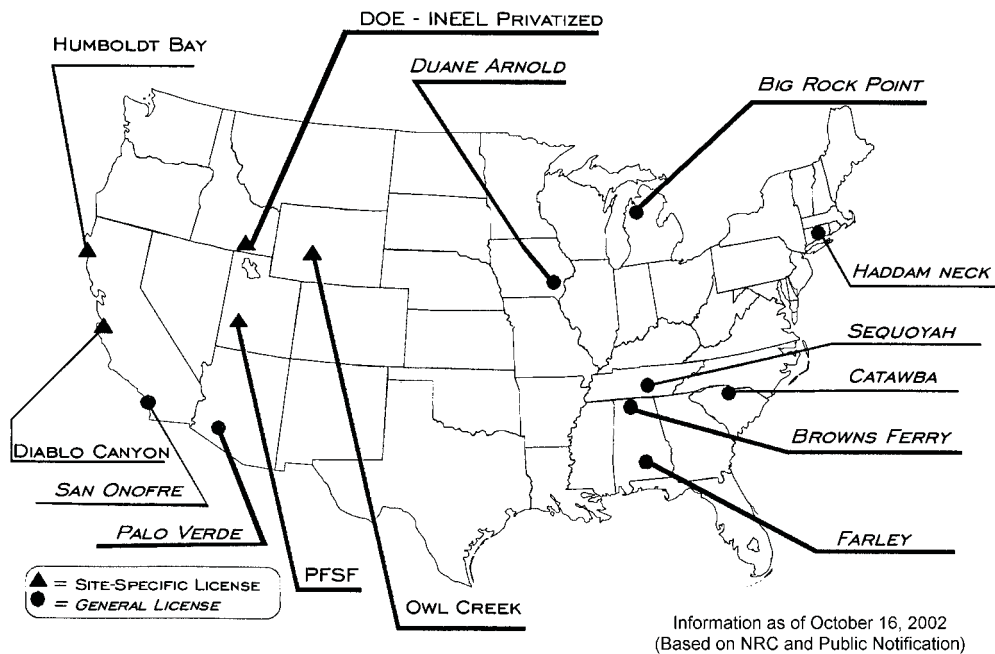 DOE - INEEL PRIVATIZED
HUMBOLDT BAY
DUANE ARNOLD
BIG ROCK POINT
HADDAM NECK
SEQUOYAH
CATAWBA
DIABLO CANYON
BROWNS FERRY
SAN ONOFRE
PALO VERDE
FARLEY
PFSF
▲ = SITE-SPECIFIC LICENSE
● = GENERAL LICENSE
OWL CREEK
Information as of October 16, 2002
(Based on NRC and Public Notification)